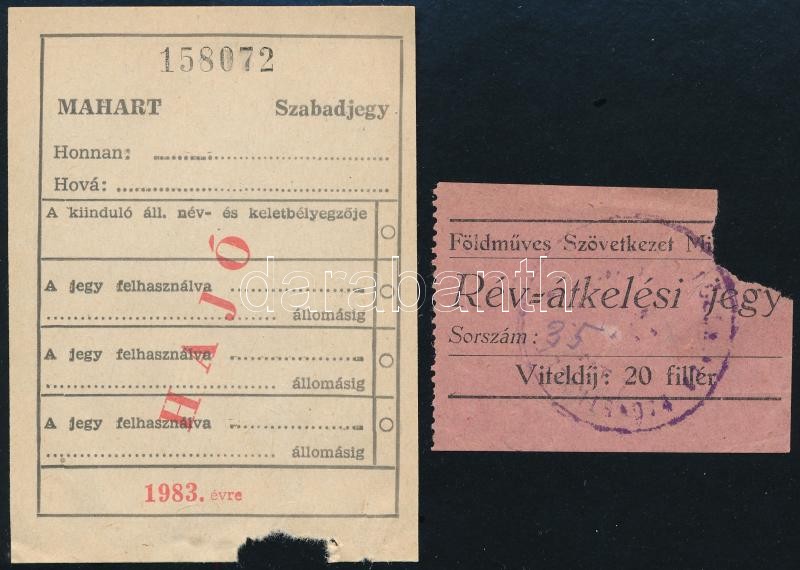 158072
MAHART Szabadjegy
Honnan:
Hová:
A kiinduló áll. név- és keletbélyegzője
HAJÓ
A jegy felhasználva
állomásig
A jegy felhasználva
állomásig
A jegy felhasználva
állomásig
1983. évre
Földműves Szövetkezet
Rév-átkelési jegy
Sorszám: 35
Viteldíj: 20 fillér
darabanth